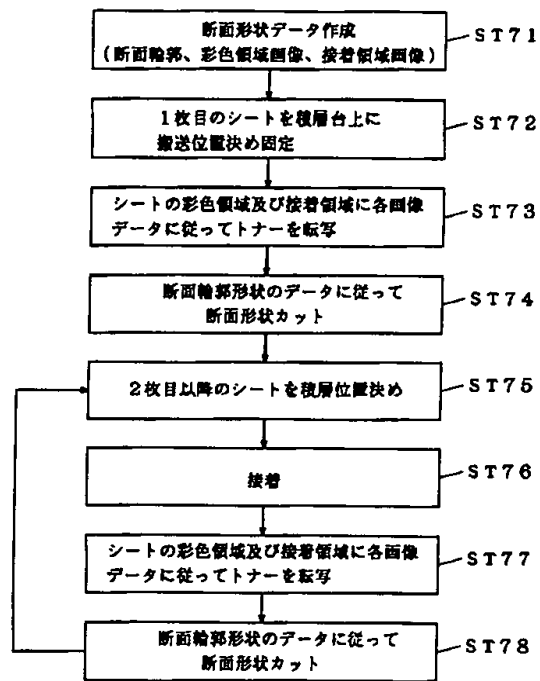 断面形状データ作成
(断面輪郭、彩色領域画像、接着領域画像)
ST71
1枚目のシートを積層台上に
搬送位置決め固定
ST72
シートの彩色領域及び接着領域に各画像
データに従ってトナーを転写
ST73
断面輪郭形状のデータに従って
断面形状カット
ST74
2枚目以降のシートを積層位置決め
ST75
接着
ST76
シートの彩色領域及び接着領域に各画像
データに従ってトナーを転写
ST77
断面輪郭形状のデータに従って
断面形状カット
ST78